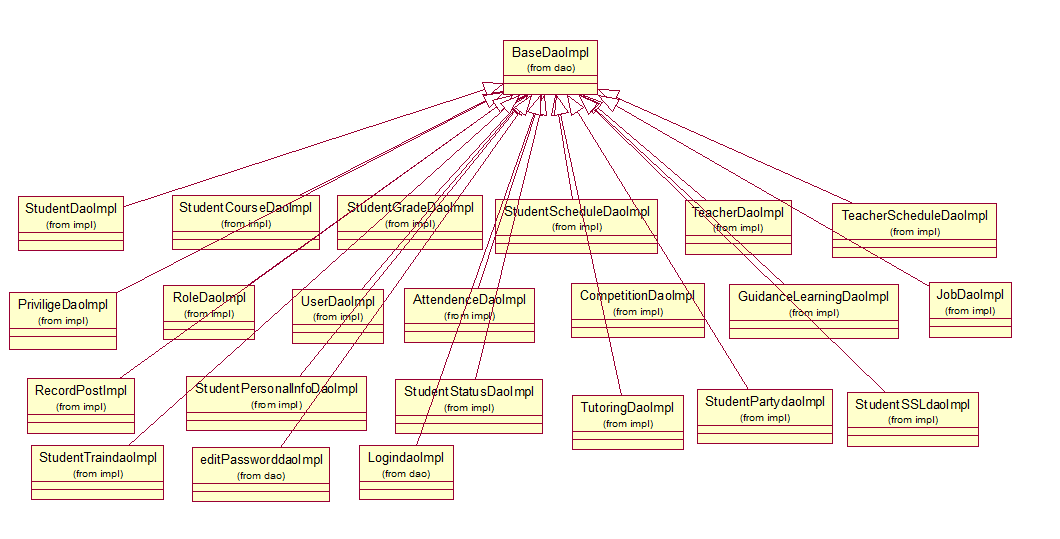 BaseDaoImpl
(from dao)
StudentDaoImpl
(from impl)
StudentCourseDaoImpl
(from impl)
StudentGradeDaoImpl
(from impl)
StudentScheduleDaoImpl
(from impl)
TeacherDaoImpl
(from impl)
TeacherScheduleDaoImpl
(from impl)
PriviligeDaoImpl
(from impl)
RoleDaoImpl
(from impl)
UserDaoImpl
(from impl)
AttendenceDaoImpl
(from impl)
CompetitionDaoImpl
(from impl)
GuidanceLearningDaoImpl
(from impl)
JobDaoImpl
(from impl)
RecordPostImpl
(from impl)
StudentPersonalInfoDaoImpl
(from impl)
StudentStatusDaoImpl
(from impl)
TutoringDaoImpl
(from impl)
StudentPartydaoImpl
(from impl)
StudentSSLdaoImpl
(from impl)
StudentTraindaoImpl
(from impl)
editPassworddaoImpl
(from dao)
LogindaoImpl
(from dao)